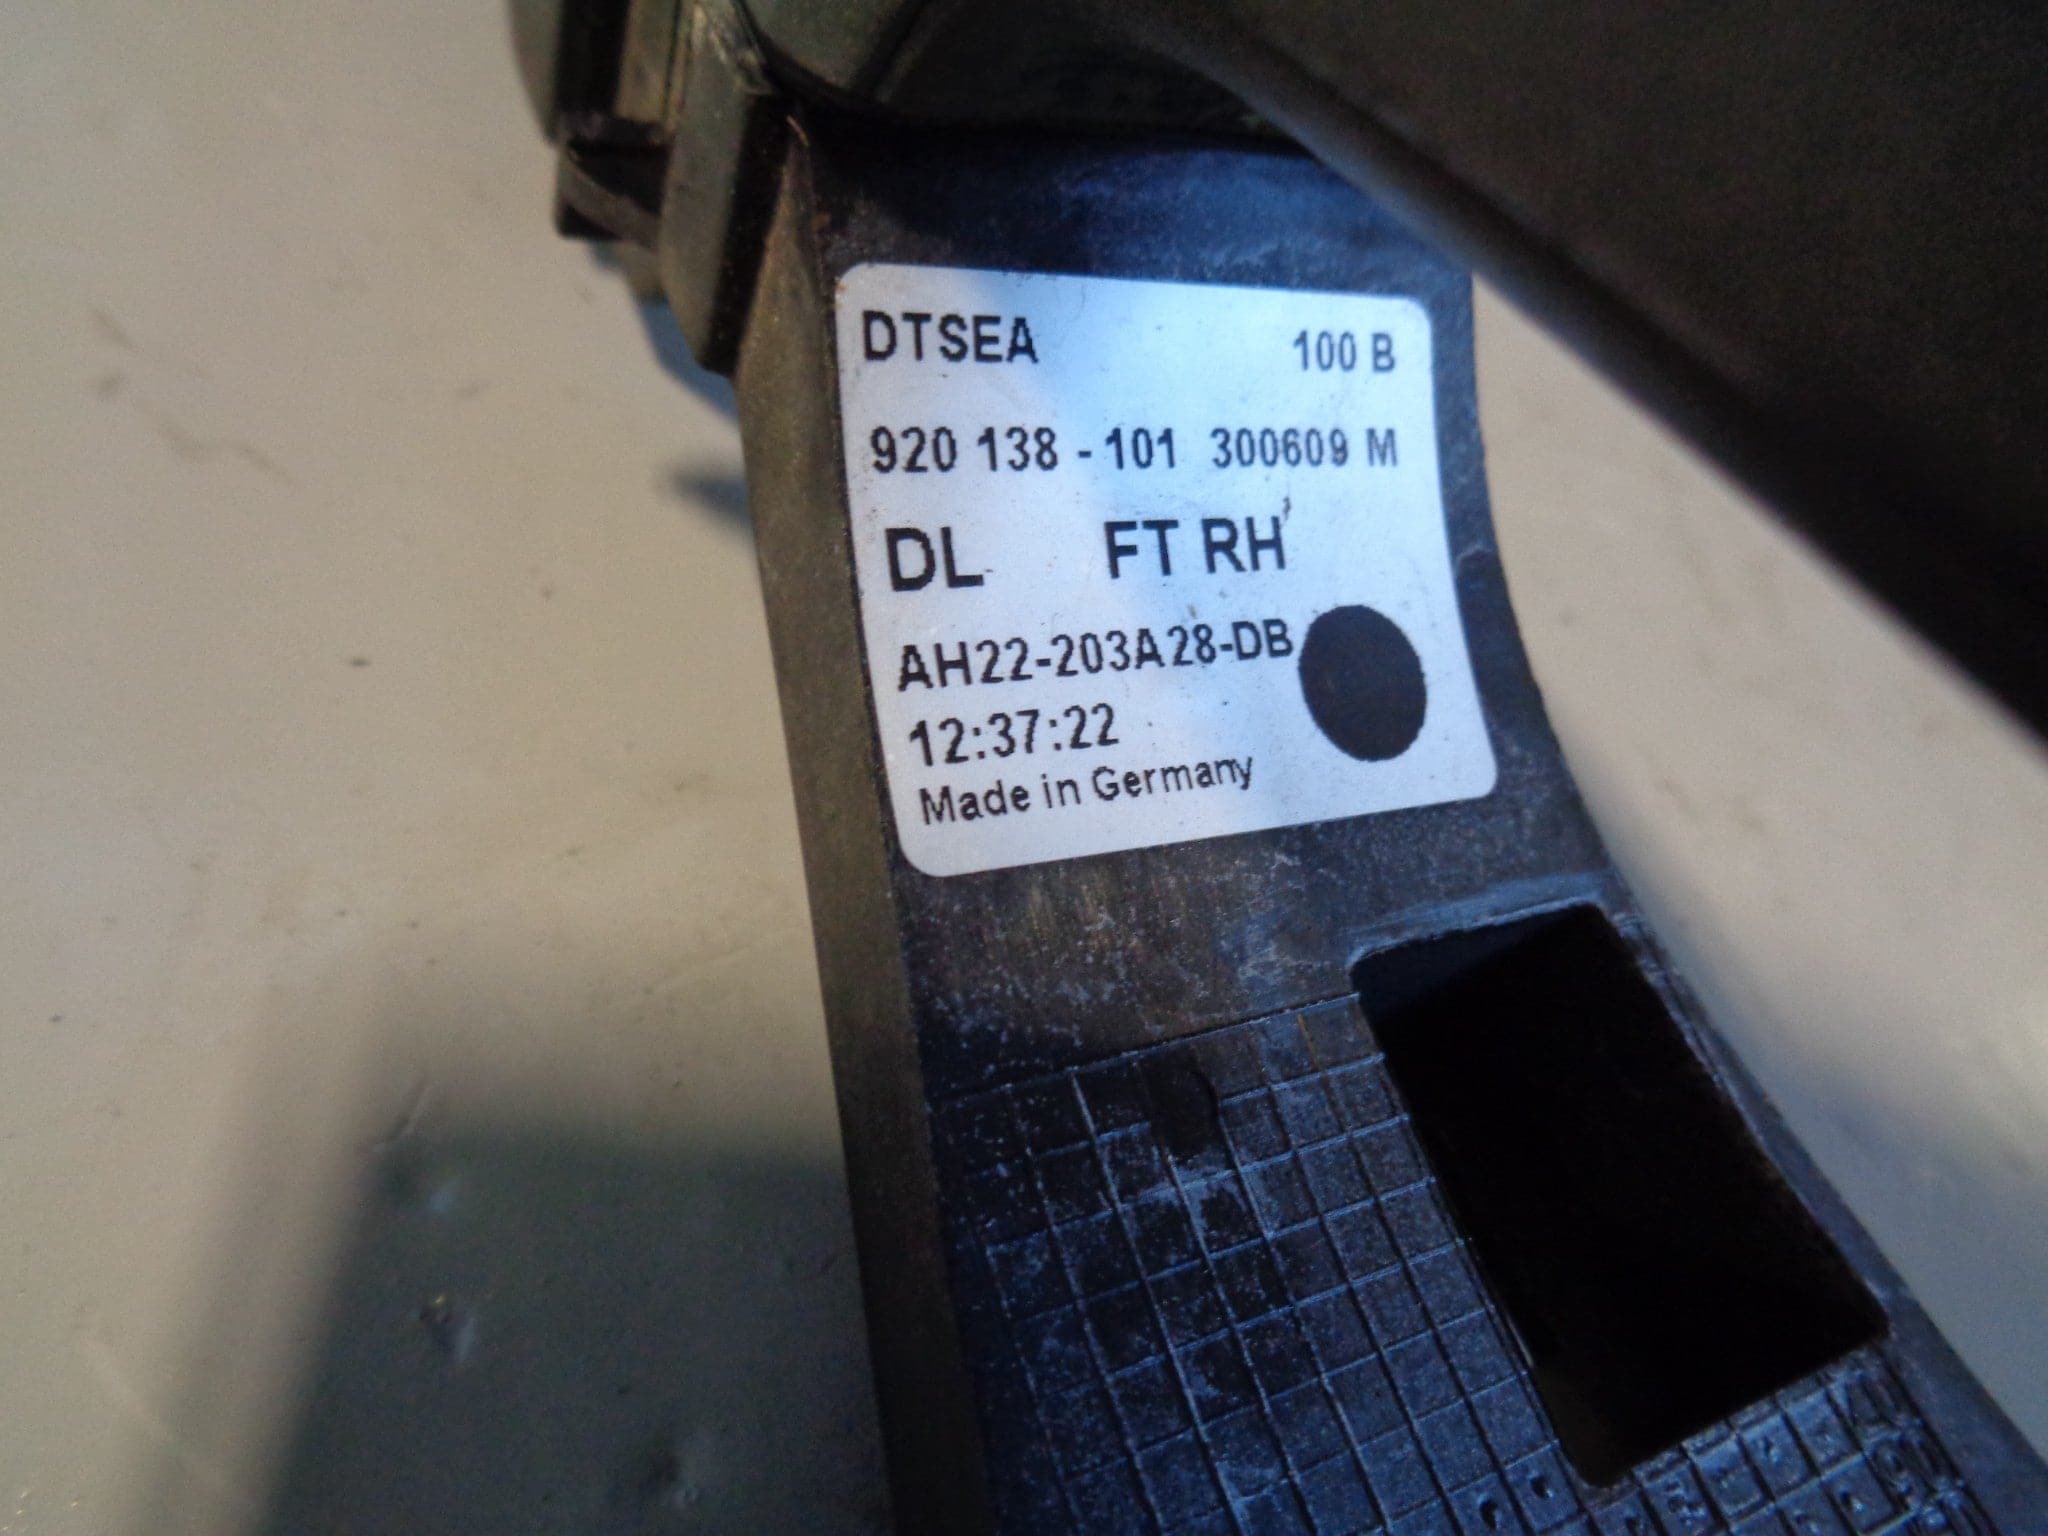 DTSEA 100 B
920 138 - 101 300609 M
DL FT RH
AH22-203A28-DB
12:37:22
Made in Germany